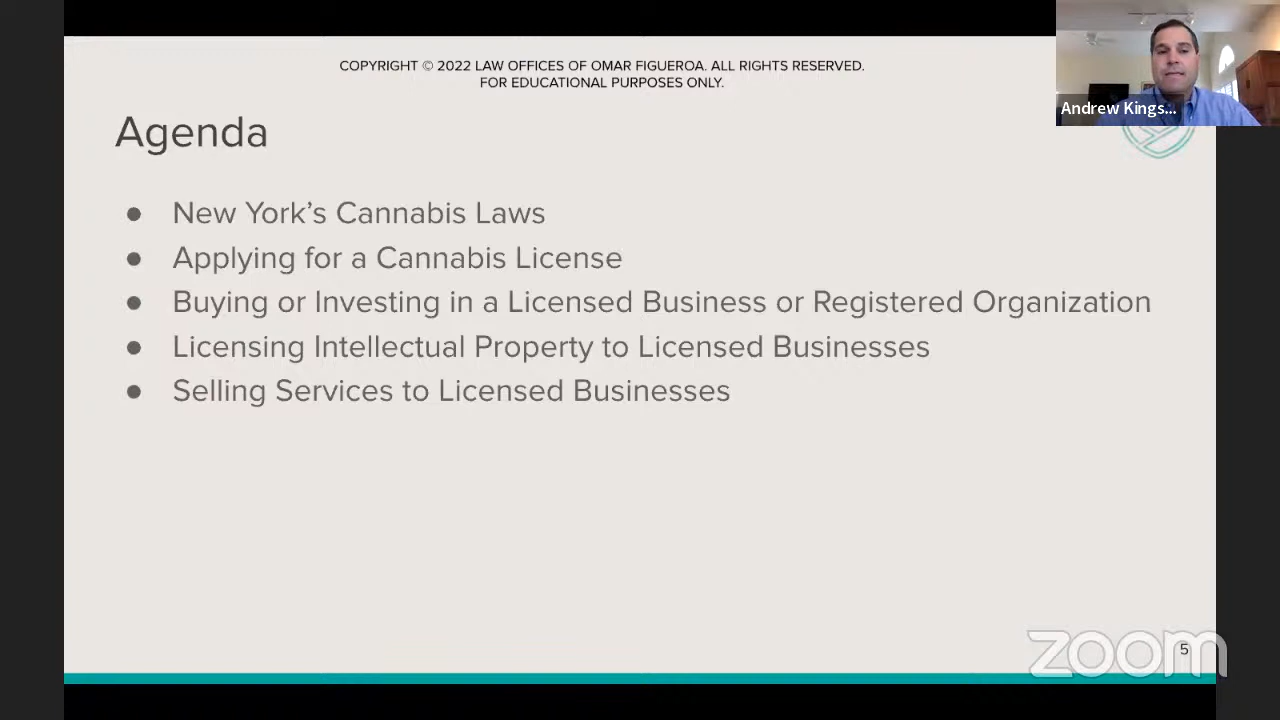 COPYRIGHT © 2022 LAW OFFICES OF OMAR FIGUEROA. ALL RIGHTS RESERVED.
FOR EDUCATIONAL PURPOSES ONLY.
Andrew Kings...
Agenda
● New York’s Cannabis Laws
● Applying for a Cannabis License
● Buying or Investing in a Licensed Business or Registered Organization
● Licensing Intellectual Property to Licensed Businesses
● Selling Services to Licensed Businesses
5
zoom